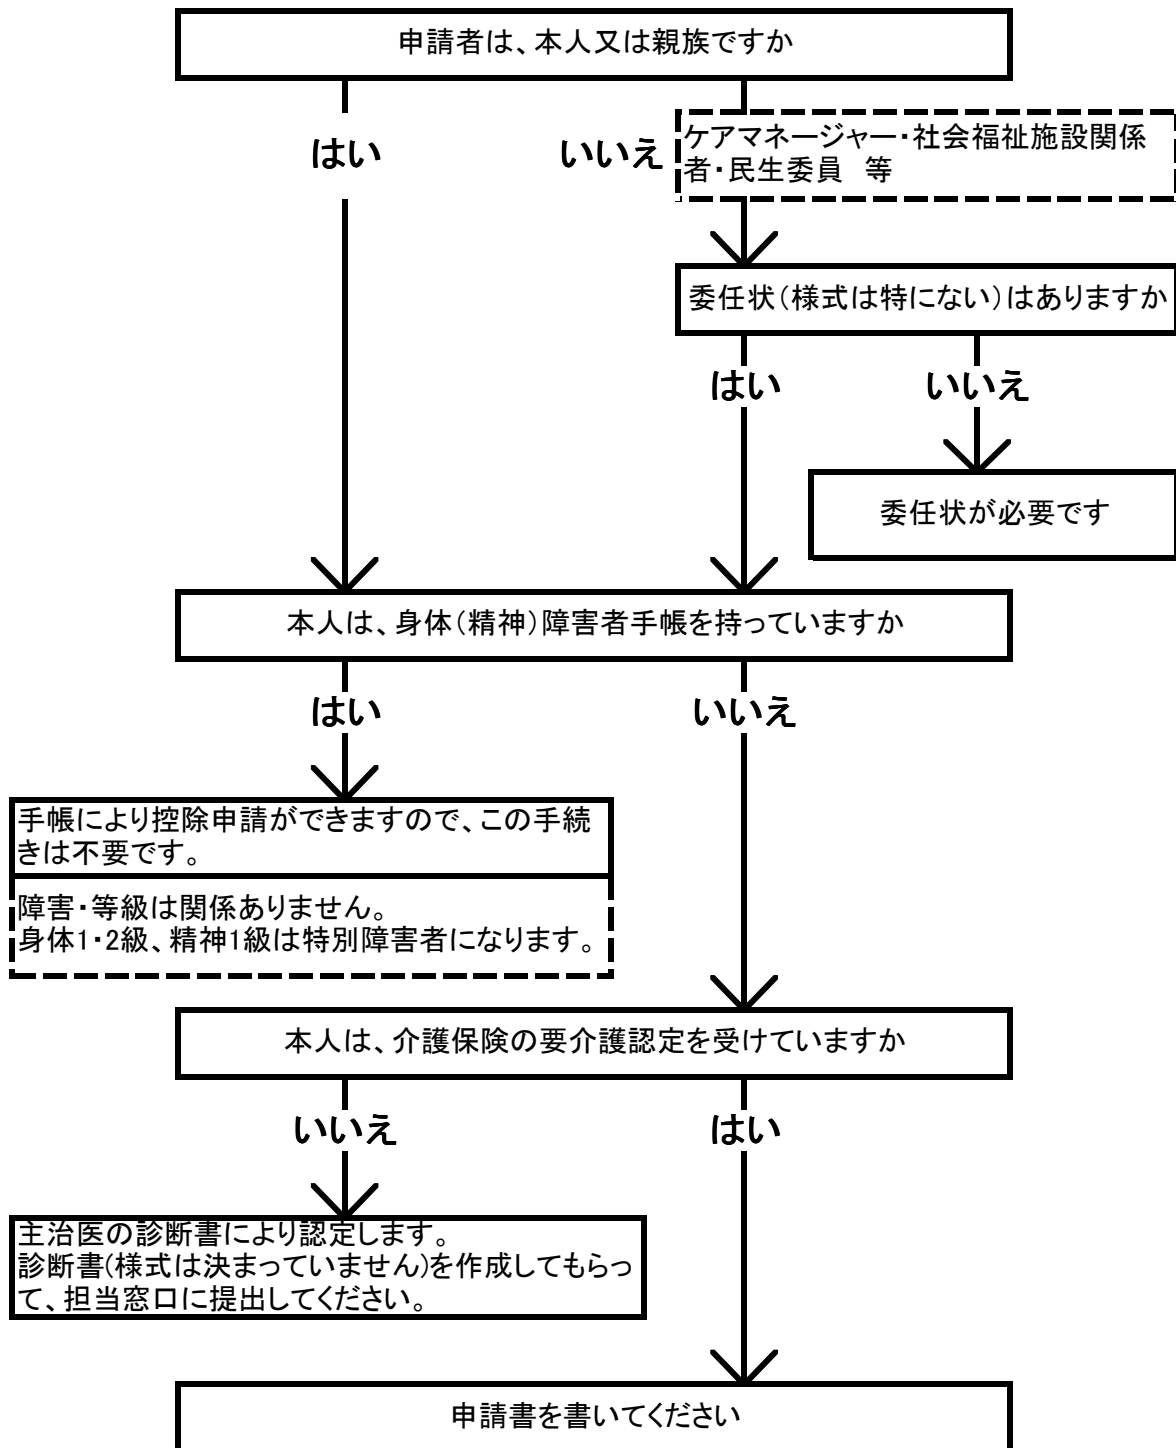 申請者は、本人又は親族ですか
はい
いいえ
ケアマネージャー・社会福祉施設関係
者・民生委員　等
委任状（様式は特にない）はありますか
はい
いいえ
委任状が必要です
本人は、身体（精神）障害者手帳を持っていますか
はい
いいえ
手帳により控除申請ができますので、この手続
きは不要です。
障害・等級は関係ありません。
身体1・2級、精神1級は特別障害者になります。
本人は、介護保険の要介護認定を受けていますか
いいえ
はい
主治医の診断書により認定します。
診断書(様式は決まっていません)を作成してもらっ
て、担当窓口に提出してください。
申請書を書いてください